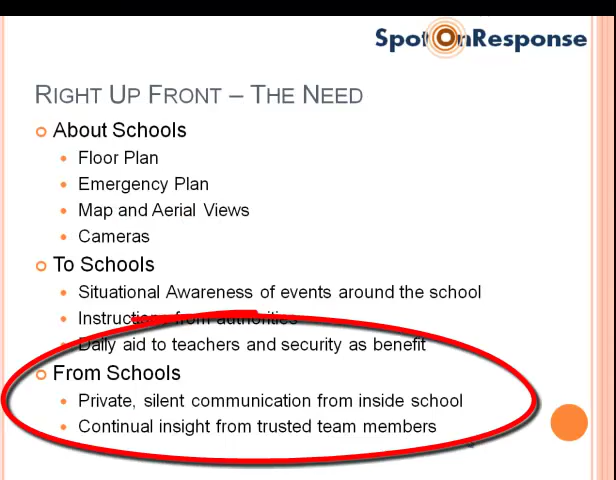 Spot OnResponse
RIGHT UP FRONT – THE NEED
About Schools
Floor Plan
Emergency Plan
Map and Aerial Views
Cameras
To Schools
Situational Awareness of events around the school
Instructions from authorities
Daily aid to teachers and security as benefit
From Schools
Private, silent communication from inside school
Continual insight from trusted team members